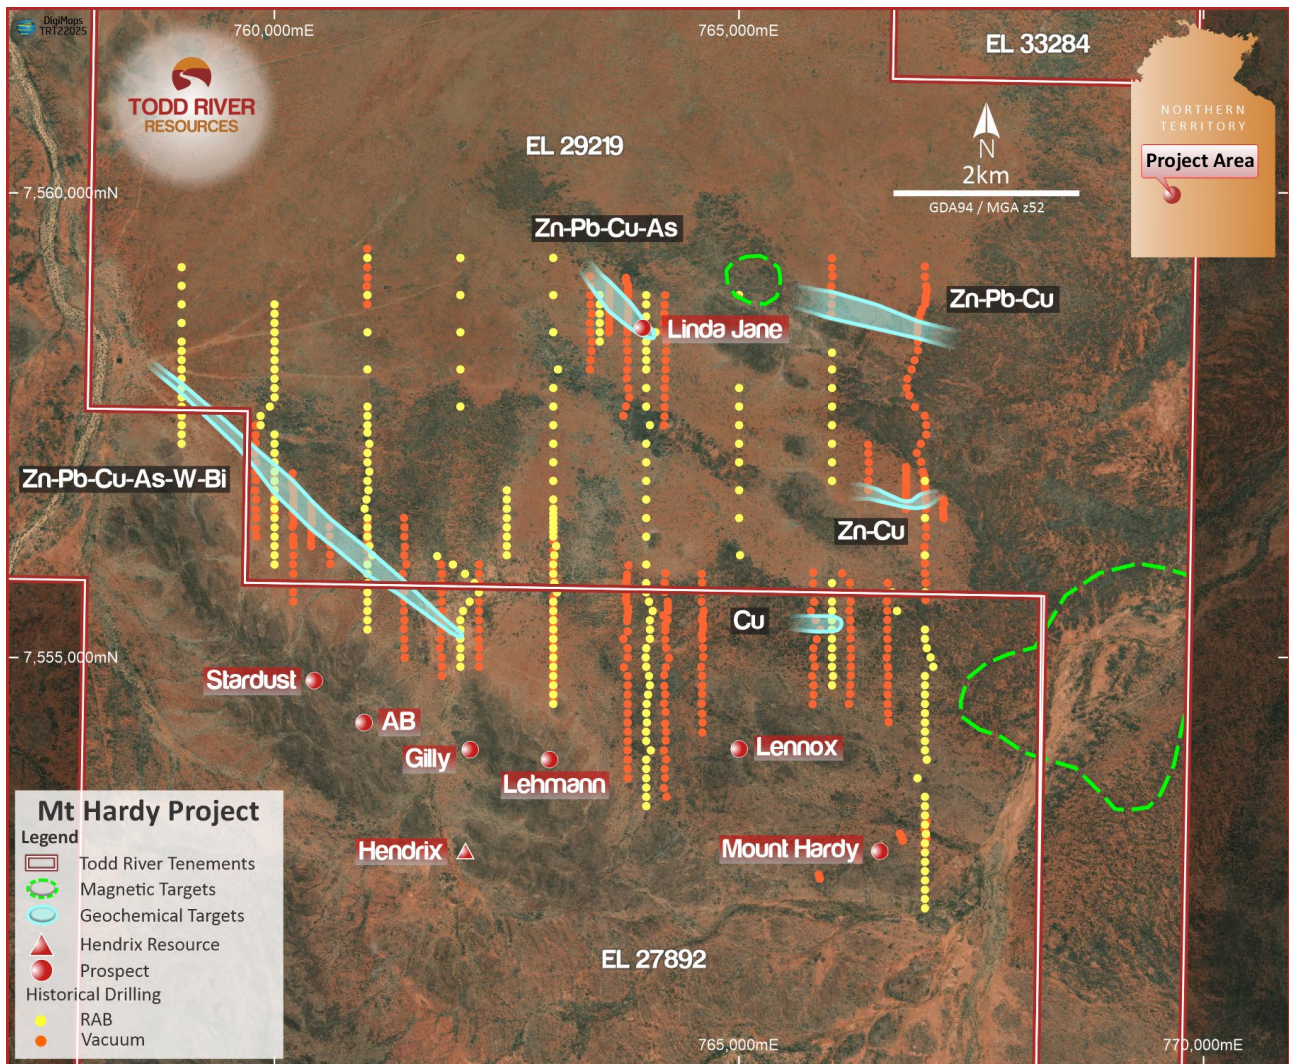 DigiMaps
TRT22025
760,000mE
765,000mE
EL 33284
TODD RIVER
RESOURCES
NORTHERN
TERRITORY
Project Area
EL 29219
N
2km
GDA94 / MGA z52
7,560,000mN
Zn-Pb-Cu-As
Zn-Pb-Cu
Linda Jane
Zn-Pb-Cu-As-W-Bi
Zn-Cu
Cu
7,555,000mN
Stardust
AB
Gilly
Lehmann
Lennox
Hendrix
Mount Hardy
Mt Hardy Project
Legend
Todd River Tenements
Magnetic Targets
Geochemical Targets
Hendrix Resource
Prospect
Historical Drilling
RAB
Vacuum
EL 27892
765,000mE
770,000mE